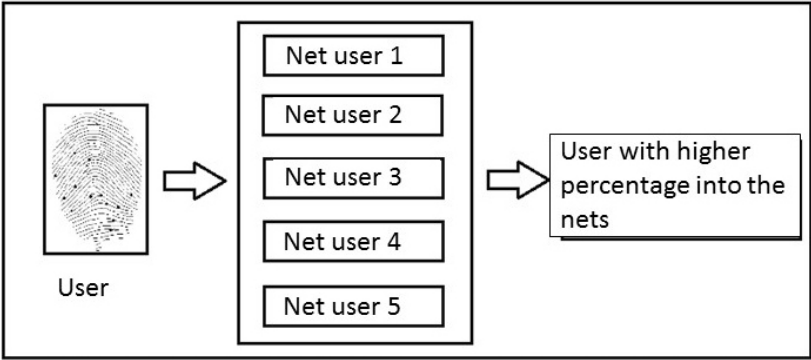 User
Net user 1
Net user 2
Net user 3
Net user 4
Net user 5
User with higher
percentage into the
nets